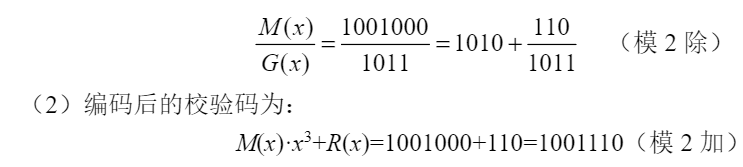 M(x)/G(x) = 1001000/1011 = 1010 + 110/1011 （模 2 除）
（2）编码后的校验码为：
M(x)·x³+R(x)=1001000+110=1001110（模 2 加）